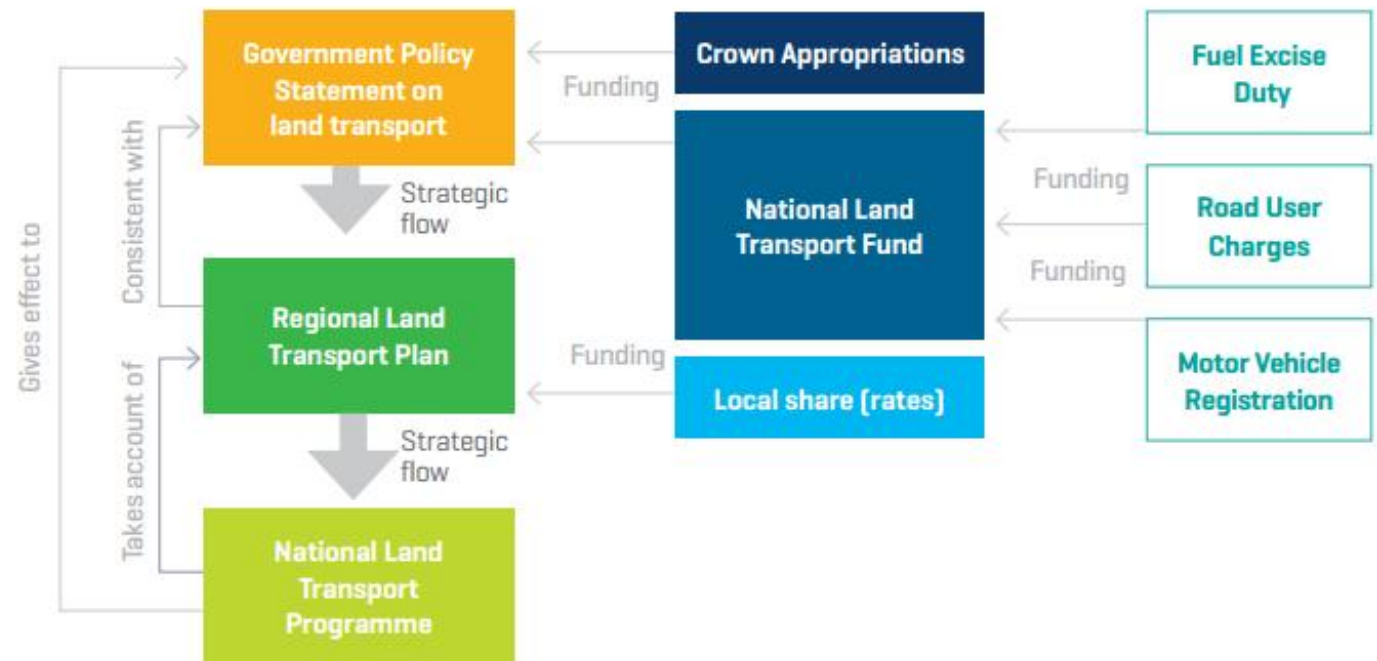 Government Policy
Statement on
land transport
Strategic
flow
Regional Land
Transport Plan
Strategic
flow
National Land
Transport
Programme
Gives effect to
Consistent with
Takes account of
Funding
Funding
Crown Appropriations
National Land
Transport Fund
Local share (rates)
Funding
Funding
Fuel Excise
Duty
Road User
Charges
Motor Vehicle
Registration